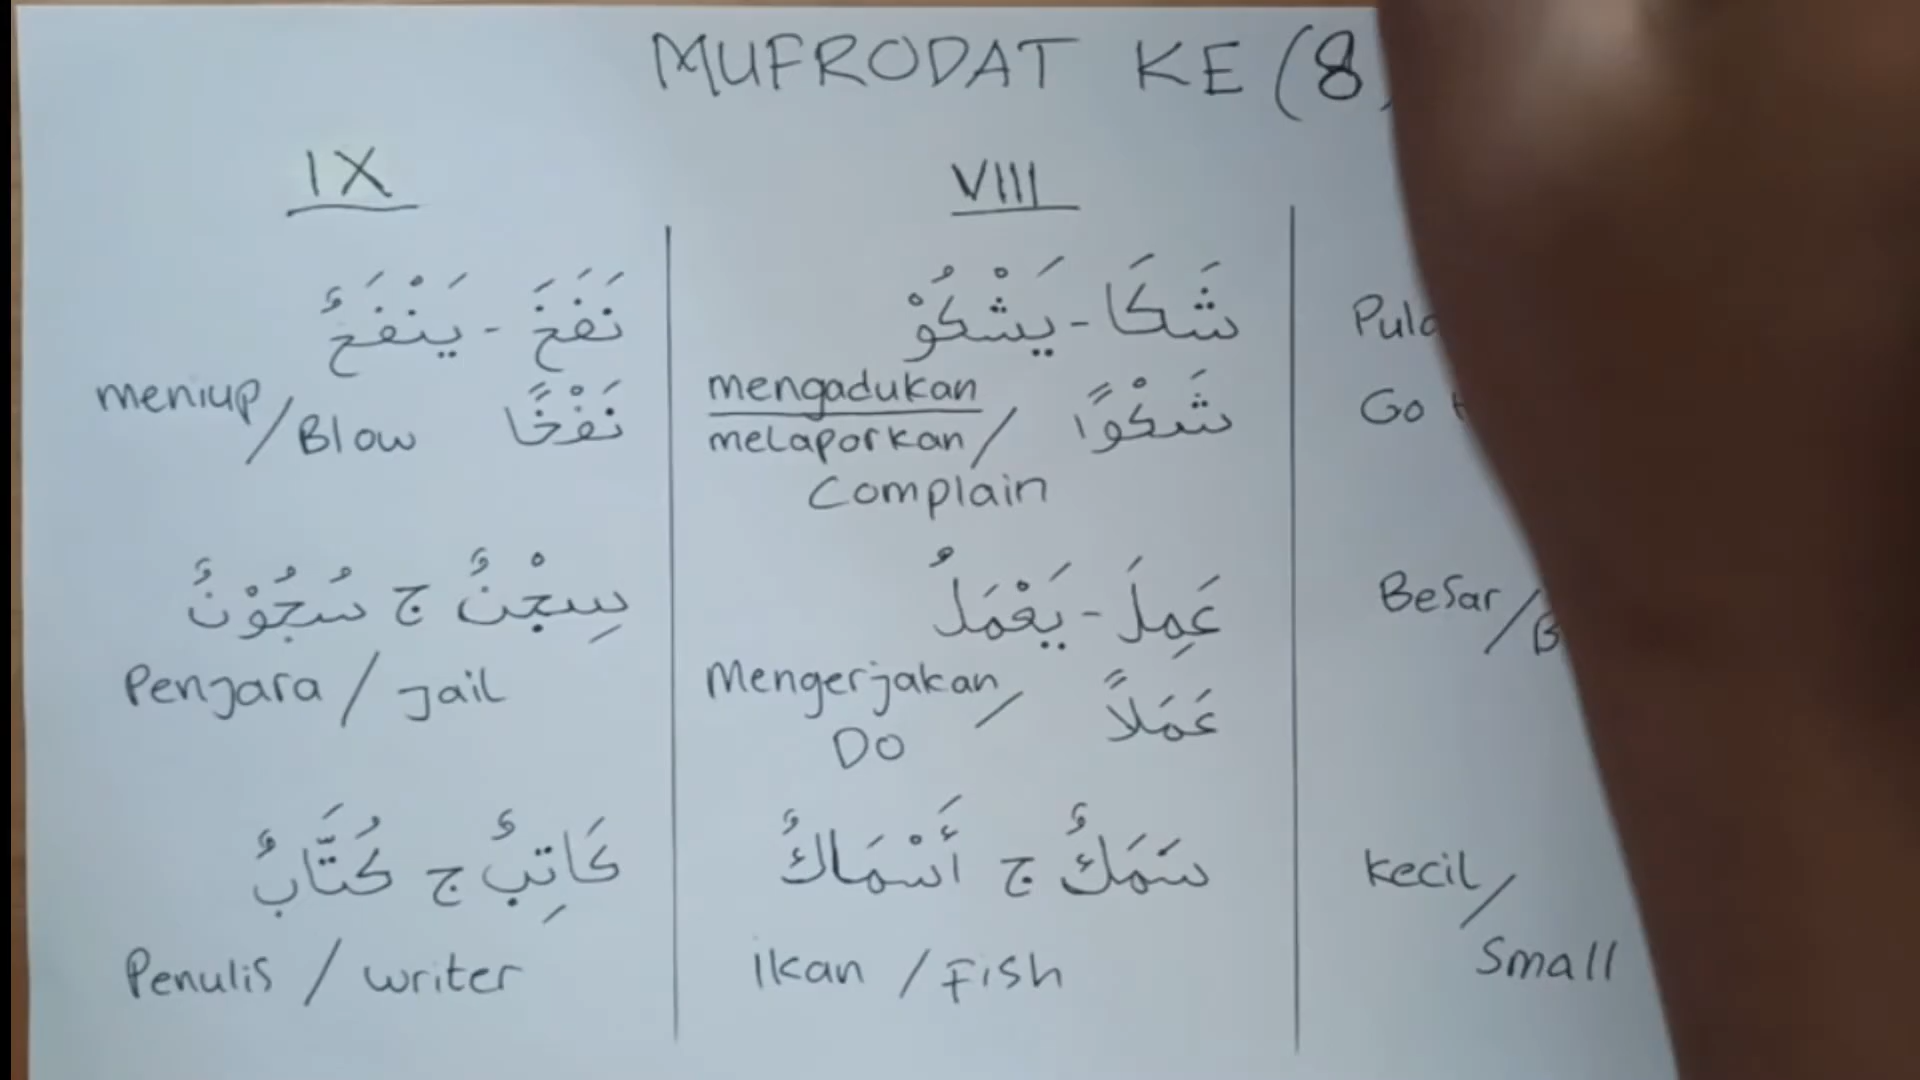 MUFRODAT KE (8
IX
نَفَخَ - يَنْفَخُ
meniup / Blow نَفْخًا
سِجْنٌ ج سُجُوْنٌ
Penjara / Jail
كَاتِبٌ ج كُتَّابٌ
Penulis / writer
VIII
شَكَا - يَشْكُوْ
mengadukan
melaporkan / شَكْوًا
Complain
عَمِلَ - يَعْمَلُ
Mengerjakan / عَمَلاً
Do
سَمَكٌ ج أَسْمَاكٌ
ikan / Fish
Go
Besar /
kecil /
Small